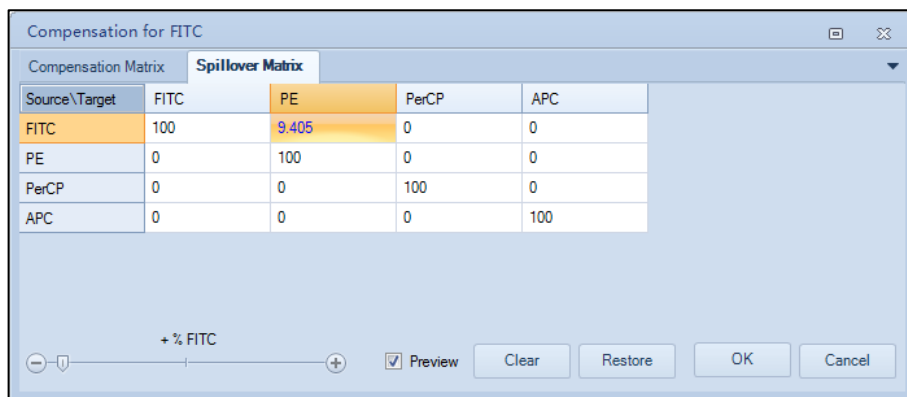 Compensation for FITC
Compensation Matrix Spillover Matrix
Source\Target FITC PE PerCP APC
FITC 100 9.405 0 0
PE 0 100 0 0
PerCP 0 0 100 0
APC 0 0 0 100
+ % FITC
Preview Clear Restore OK Cancel